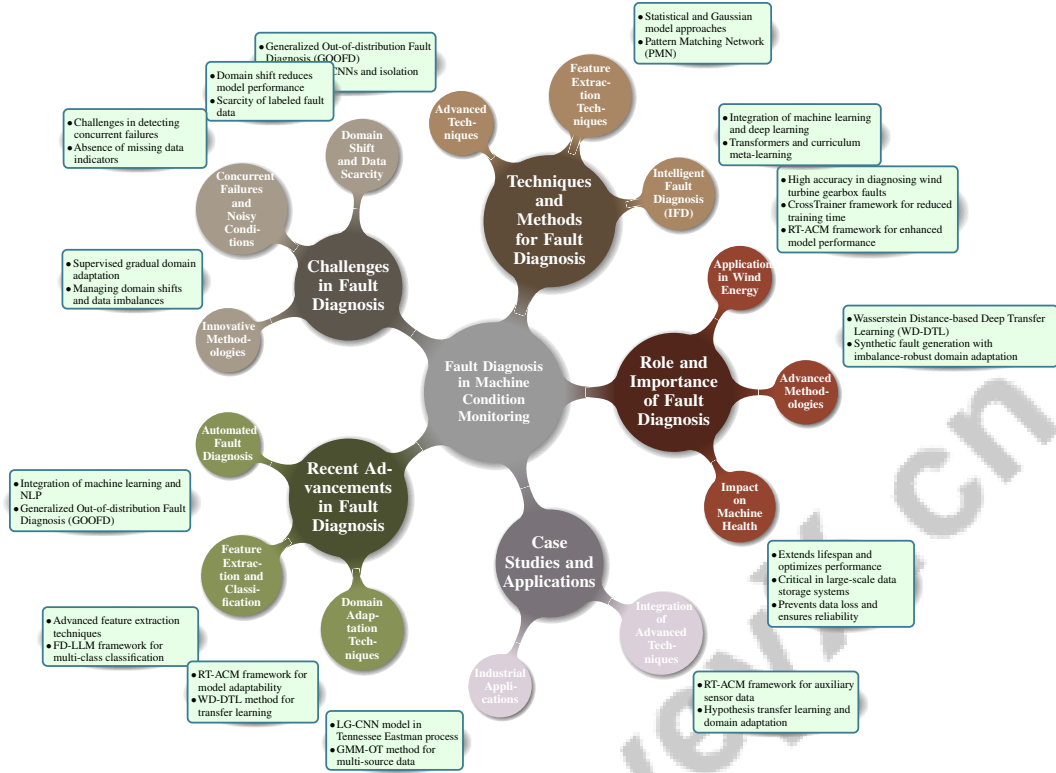 Fault Diagnosis
in Machine
Condition
Monitoring
Techniques
and
Methods
for Fault
Diagnosis
Advanced
Tech-
niques
• Generalized Out-of-distribution Fault
Diagnosis (GOOFD)
CNNs and isolation
Feature
Extrac-
tion
Tech-
niques
• Statistical and Gaussian
model approaches
• Pattern Matching Network
(PMN)
Intelligent
Fault
Diagnosis
(IFD)
• Integration of machine learning
and deep learning
• Transformers and curriculum
meta-learning
Role and
Importance
of Fault
Diagnosis
Application
in Wind
Energy
• High accuracy in diagnosing wind
turbine gearbox faults
• CrossTrainer framework for reduced
training time
• RT-ACM framework for enhanced
model performance
Advanced
Method-
ologies
• Wasserstein Distance-based Deep Transfer
Learning (WD-DTL)
• Synthetic fault generation with
imbalance-robust domain adaptation
Impact
on
Machine
Health
• Extends lifespan and
optimizes performance
• Critical in large-scale data
storage systems
• Prevents data loss and
ensures reliability
Case
Studies and
Applications
Integration
of
Advanced
Tech-
niques
• RT-ACM framework for auxiliary
sensor data
• Hypothesis transfer learning and
domain adaptation
Industrial
Appli-
cations
• LG-CNN model in
Tennessee Eastman process
• GMM-OT method for
multi-source data
Recent Ad-
vancements
in Fault
Diagnosis
Domain
Adap-
tation
Tech-
niques
• RT-ACM framework for
model adaptability
• WD-DTL method for
transfer learning
Feature
Extrac-
tion and
Classi-
fication
• Advanced feature extraction
techniques
• FD-LLM framework for
multi-class classification
Automated
Fault
Diagnosis
• Integration of machine learning and
NLP
• Generalized Out-of-distribution Fault
Diagnosis (GOOFD)
Challenges
in Fault
Diagnosis
Innovative
Method-
ologies
• Supervised gradual domain
adaptation
• Managing domain shifts
and data imbalances
Concurrent
Failures
and
Noisy
Condi-
tions
• Challenges in detecting
concurrent failures
• Absence of missing data
indicators
Domain
Shift
and Data
Scarcity
• Domain shift reduces
model performance
• Scarcity of labeled fault
data